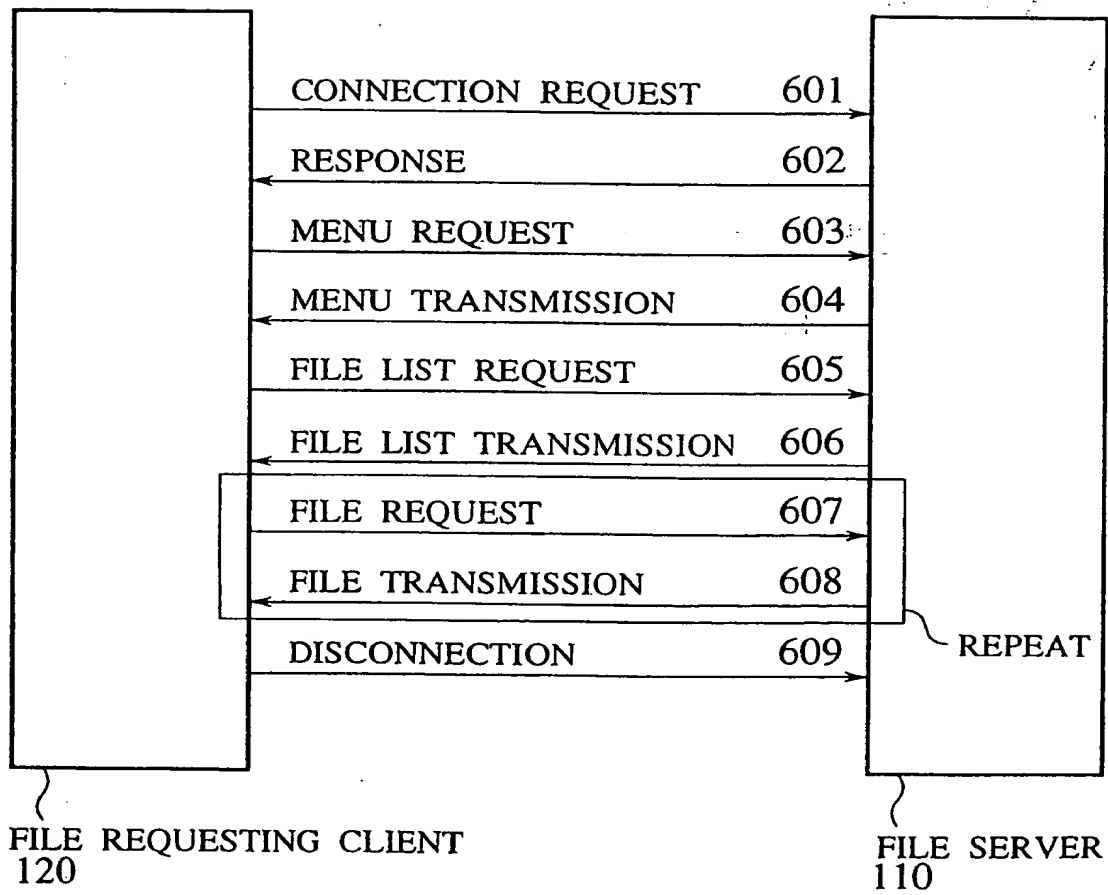 CONNECTION REQUEST 601
RESPONSE 602
MENU REQUEST 603
MENU TRANSMISSION 604
FILE LIST REQUEST 605
FILE LIST TRANSMISSION 606
FILE REQUEST 607
FILE TRANSMISSION 608
DISCONNECTION 609
REPEAT
FILE REQUESTING CLIENT
120
FILE SERVER
110